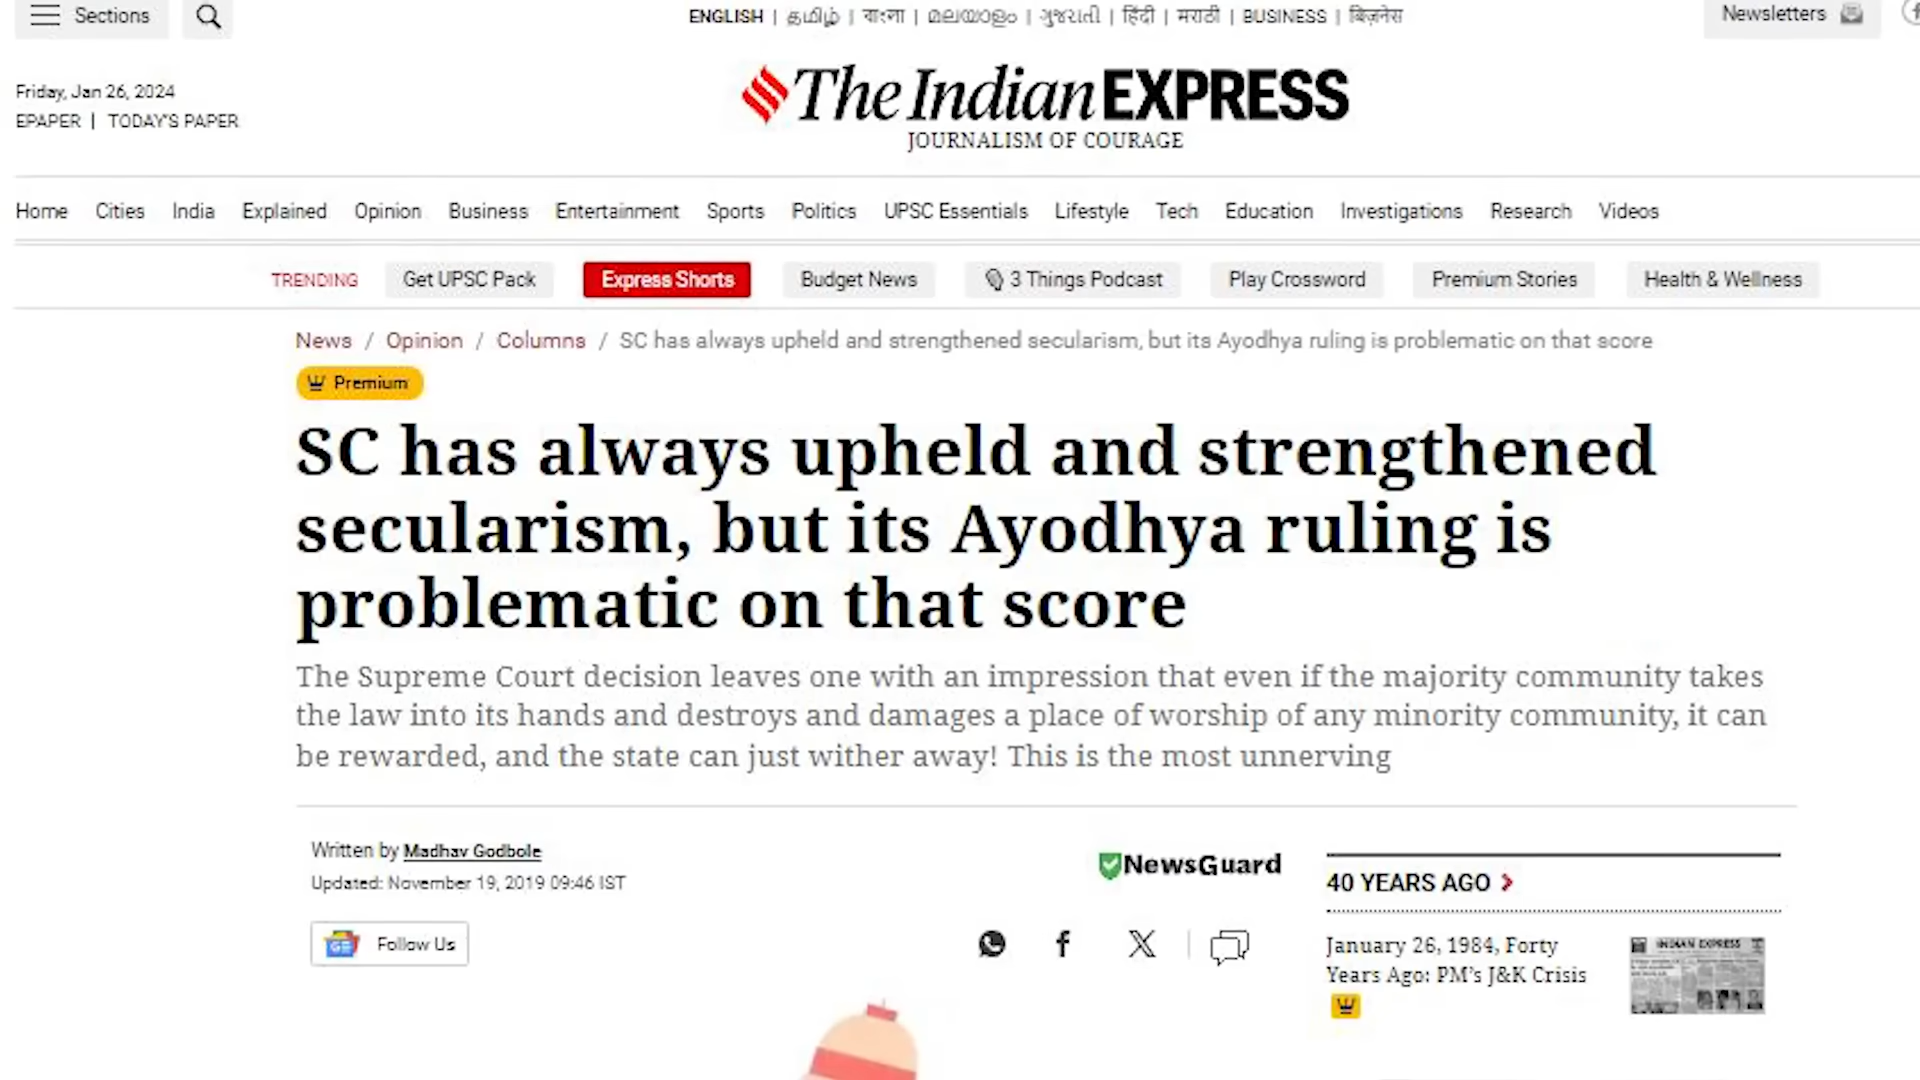 Sections
ENGLISH | தமிழ் | বাংলা | മലയാളം | ગુજરાતી | हिंदी | मराठी | BUSINESS | बिज़नेस
Newsletters
Friday, Jan 26, 2024
EPAPER | TODAY'S PAPER
The Indian EXPRESS
JOURNALISM OF COURAGE
Home Cities India Explained Opinion Business Entertainment Sports Politics UPSC Essentials Lifestyle Tech Education Investigations Research Videos
TRENDING Get UPSC Pack Express Shorts Budget News 3 Things Podcast Play Crossword Premium Stories Health & Wellness
News / Opinion / Columns / SC has always upheld and strengthened secularism, but its Ayodhya ruling is problematic on that score
Premium
SC has always upheld and strengthened
secularism, but its Ayodhya ruling is
problematic on that score
The Supreme Court decision leaves one with an impression that even if the majority community takes
the law into its hands and destroys and damages a place of worship of any minority community, it can
be rewarded, and the state can just wither away! This is the most unnerving
Written by Madhav Godbole
Updated: November 19, 2019 09:46 IST
NewsGuard
Follow Us
40 YEARS AGO
January 26, 1984, Forty
Years Ago: PM's J&K Crisis
INDIAN EXPRESS